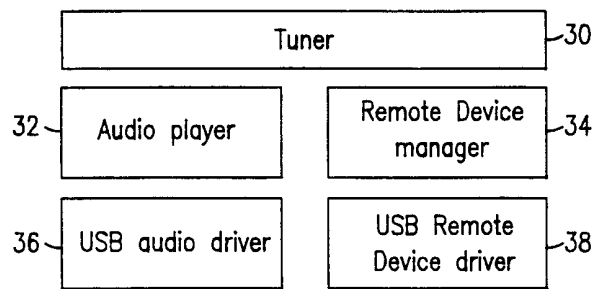 Tuner
30
32
Audio player
Remote Device
manager
34
36
USB audio driver
USB Remote
Device driver
38